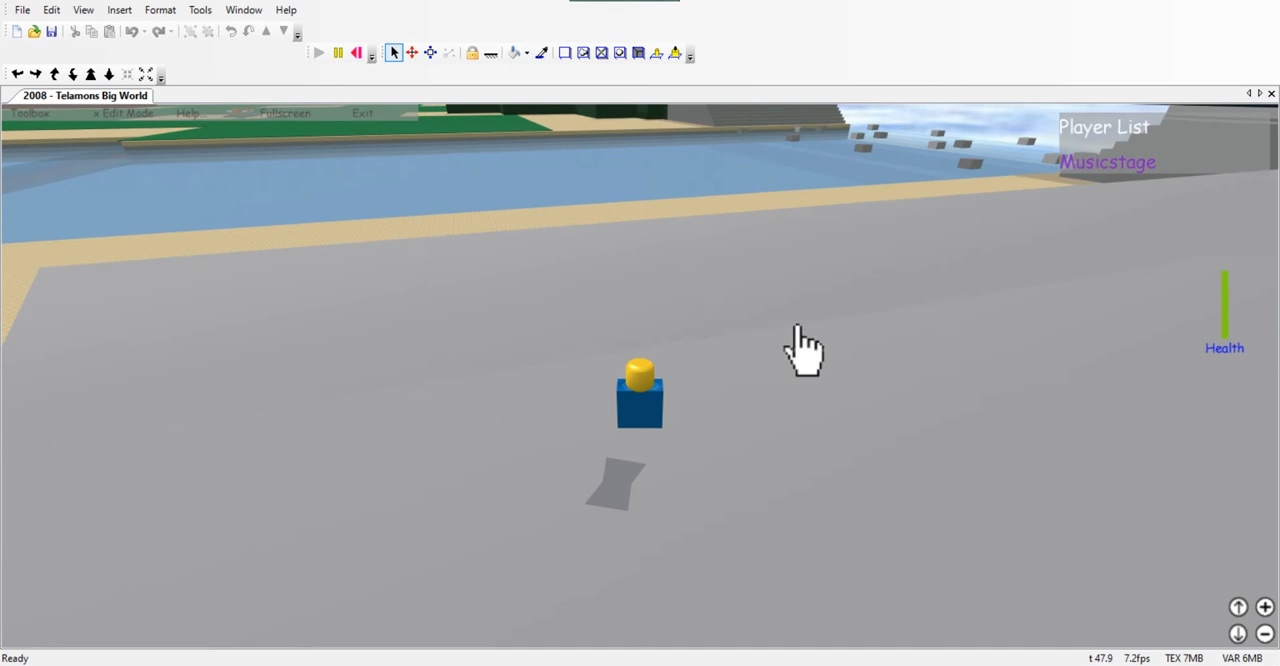 File Edit View Insert Format Tools Window Help
2008 - Telamons Big World
Toolbox x Edit Mode Help... Fullscreen Exit
Player List
Musicstage
Health
Ready t 47.9 7.2fps TEX 7MB VAR 6MB